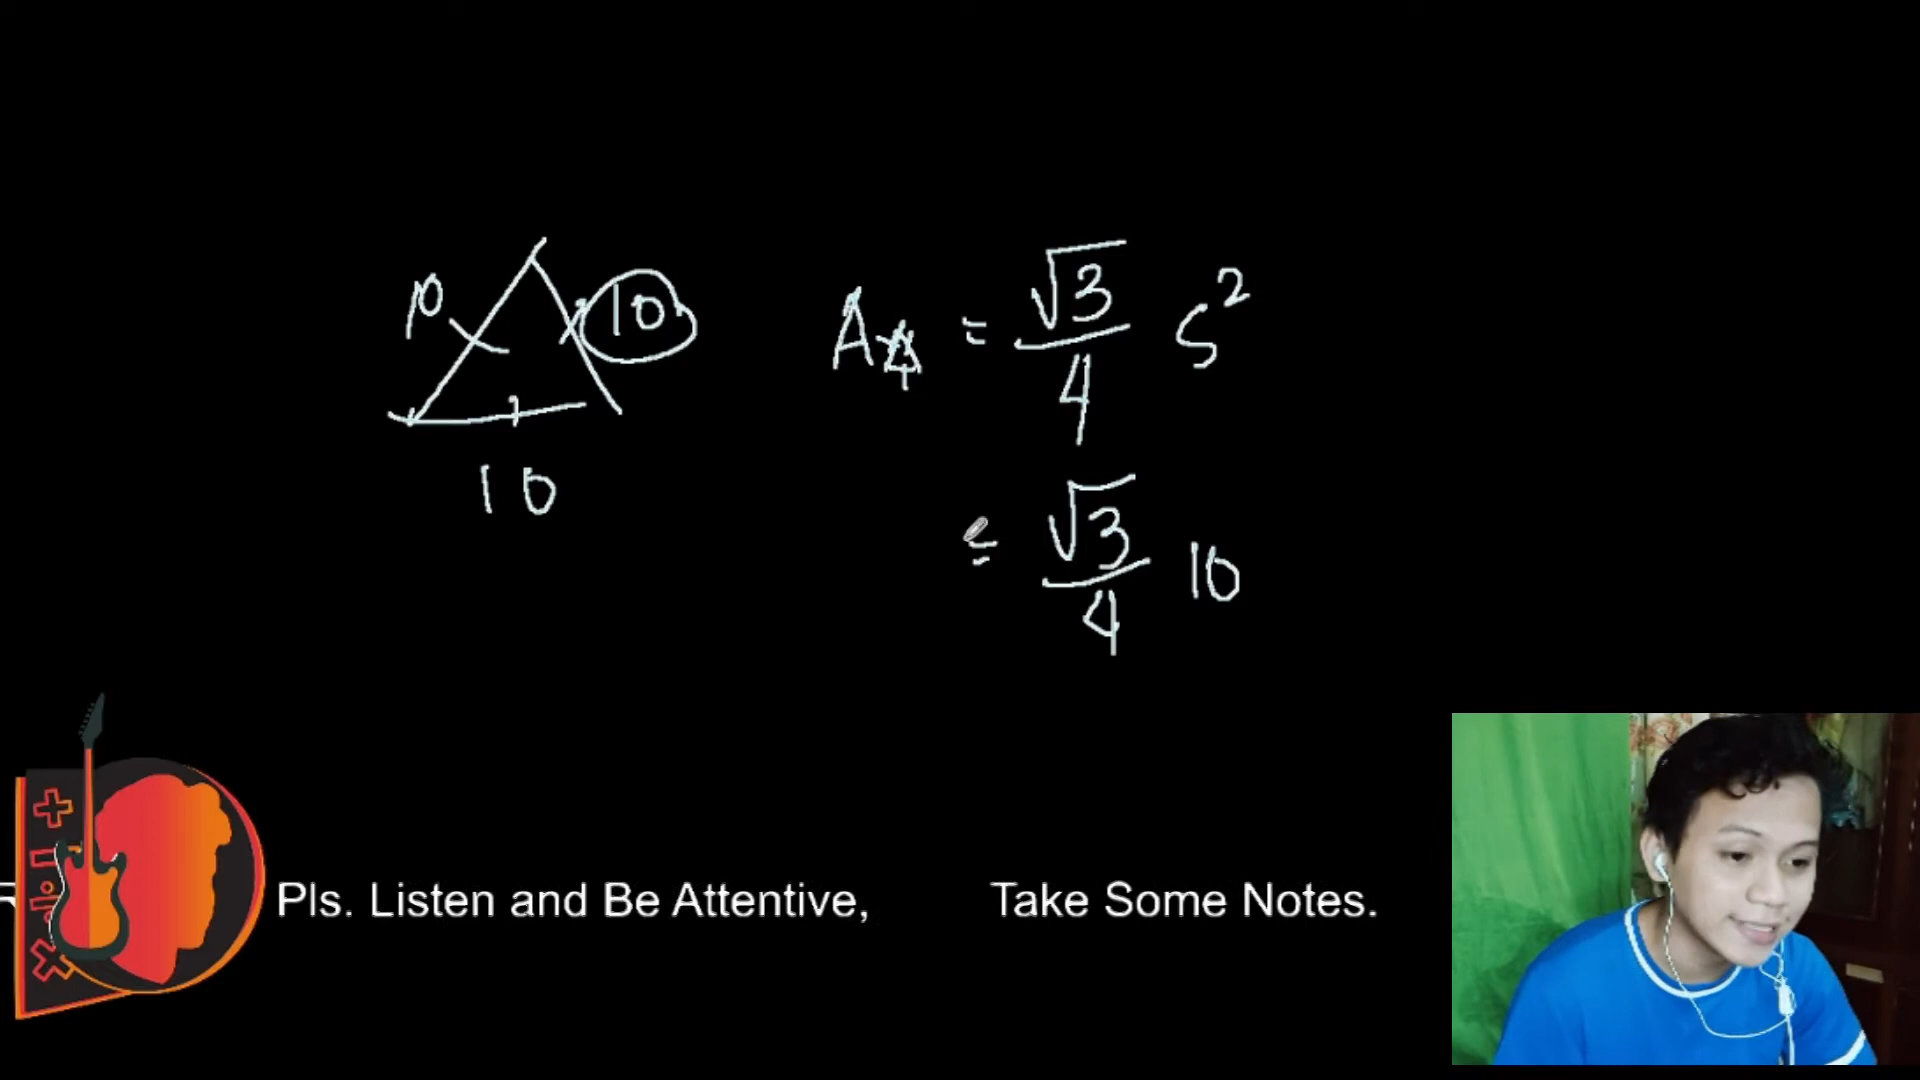 10
10
10
A△ = √3/4 s²
= √3/4 10
R
Pls. Listen and Be Attentive, Take Some Notes.